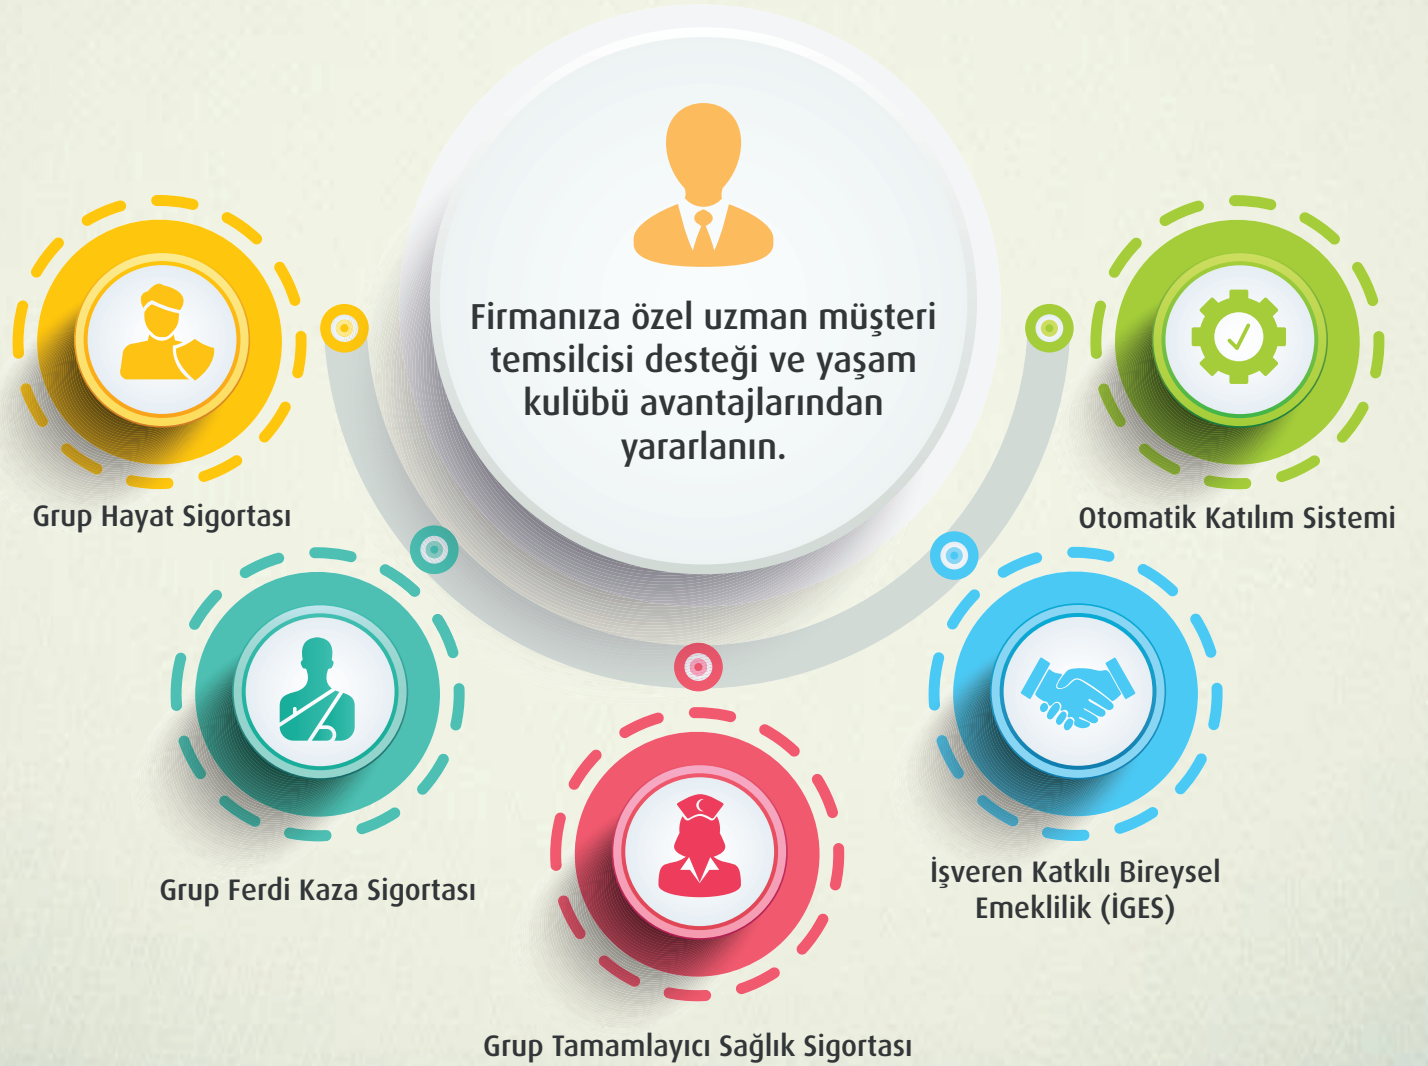 Firmanıza özel uzman müşteri
temsilcisi desteği ve yaşam
kulübü avantajlarından
yararlanın.
Grup Hayat Sigortası
Otomatik Katılım Sistemi
Grup Ferdi Kaza Sigortası
İşveren Katkılı Bireysel
Emeklilik (İGES)
Grup Tamamlayıcı Sağlık Sigortası